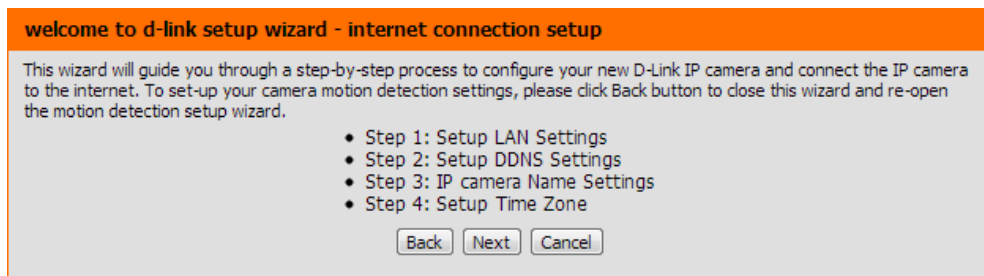 welcome to d-link setup wizard - internet connection setup
This wizard will guide you through a step-by-step process to configure your new D-Link IP camera and connect the IP camera
to the internet. To set-up your camera motion detection settings, please click Back button to close this wizard and re-open
the motion detection setup wizard.
• Step 1: Setup LAN Settings
• Step 2: Setup DDNS Settings
• Step 3: IP camera Name Settings
• Step 4: Setup Time Zone
Back Next Cancel